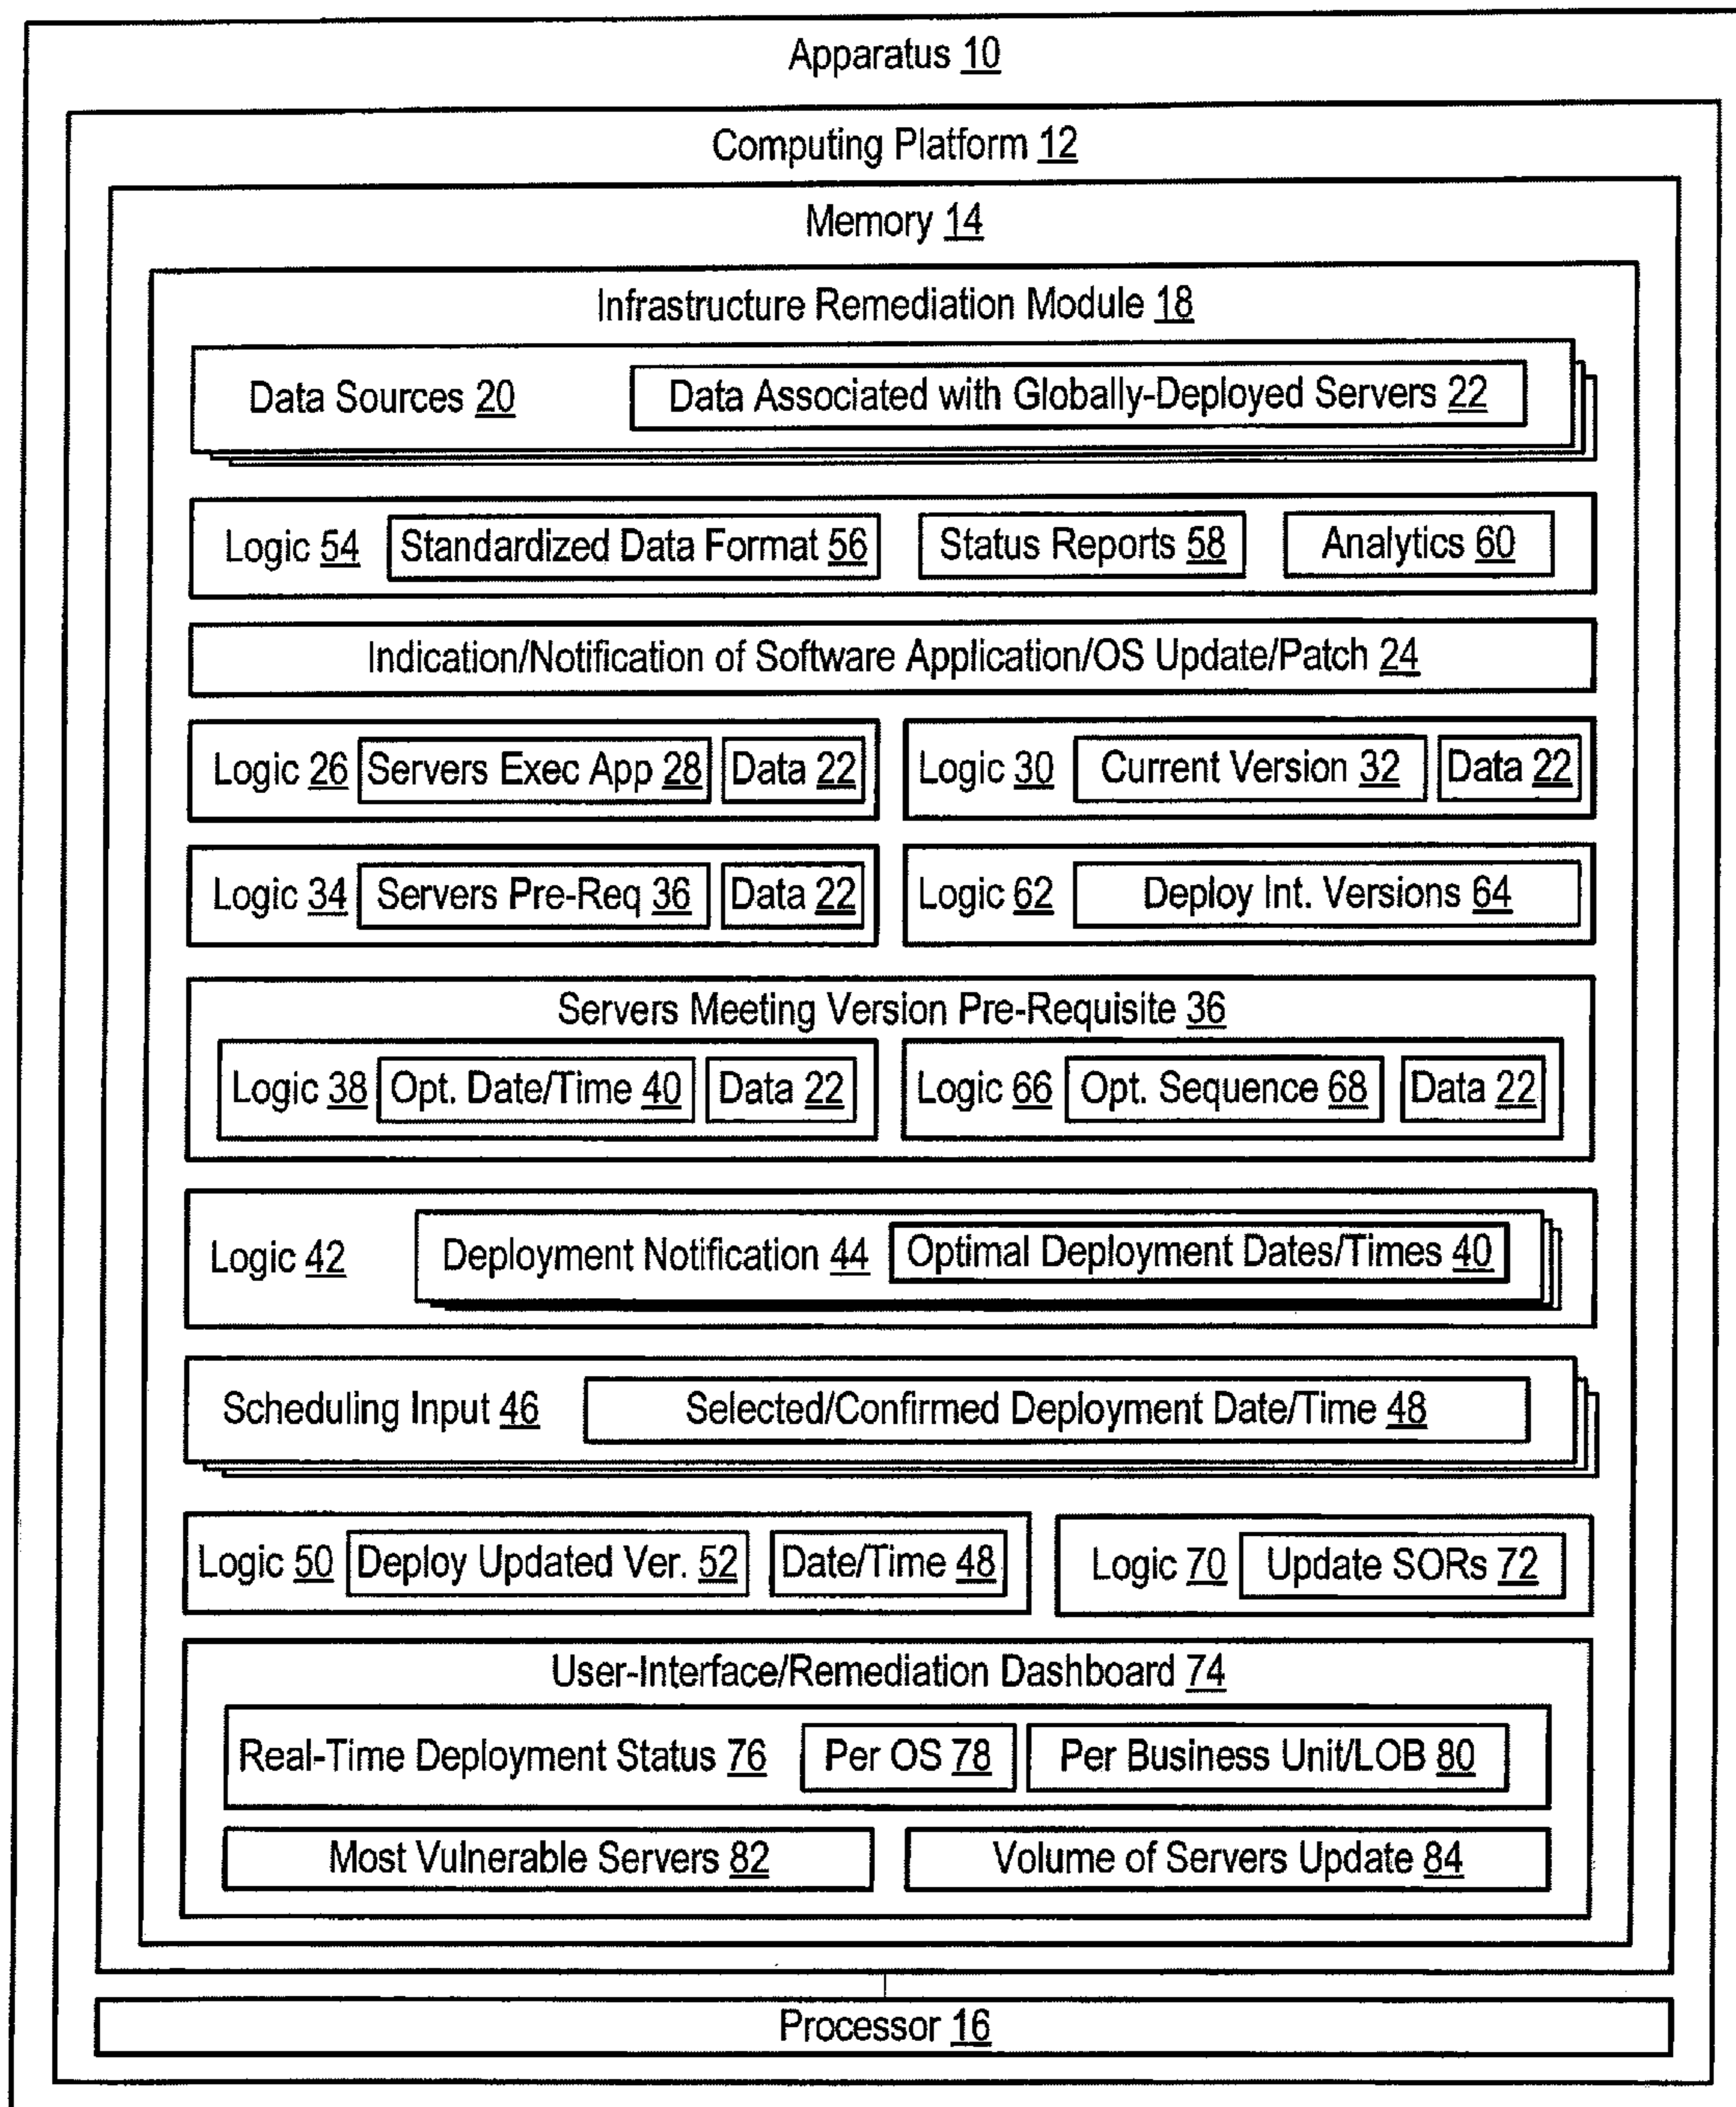 Apparatus 10
Computing Platform 12
Memory 14
Infrastructure Remediation Module 18
Data Sources 20 Data Associated with Globally-Deployed Servers 22
Logic 54 Standardized Data Format 56 Status Reports 58 Analytics 60
Indication/Notification of Software Application/OS Update/Patch 24
Logic 26 Servers Exec App 28 Data 22 Logic 30 Current Version 32 Data 22
Logic 34 Servers Pre-Req 36 Data 22 Logic 62 Deploy Int. Versions 64
Servers Meeting Version Pre-Requisite 36
Logic 38 Opt. Date/Time 40 Data 22 Logic 66 Opt. Sequence 68 Data 22
Logic 42 Deployment Notification 44 Optimal Deployment Dates/Times 40
Scheduling Input 46 Selected/Confirmed Deployment Date/Time 48
Logic 50 Deploy Updated Ver. 52 Date/Time 48 Logic 70 Update SORs 72
User-Interface/Remediation Dashboard 74
Real-Time Deployment Status 76 Per OS 78 Per Business Unit/LOB 80
Most Vulnerable Servers 82 Volume of Servers Update 84
Processor 16